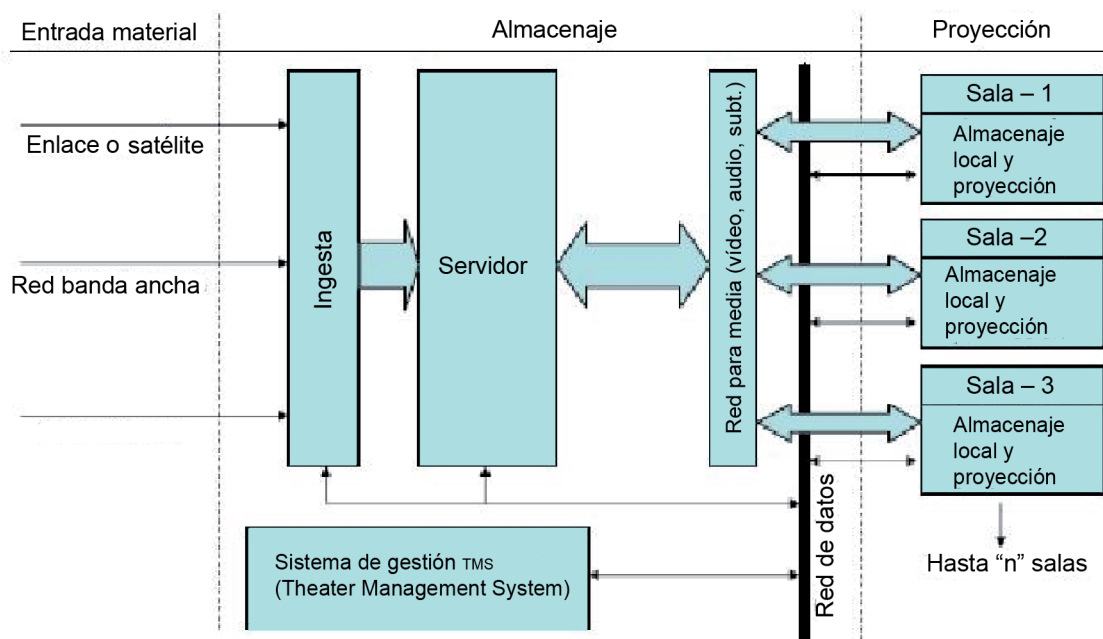 Entrada material
Almacenaje
Proyección
Enlace o satélite
Red banda ancha
Ingesta
Servidor
Red para media (vídeo, audio, subt.)
Red de datos
Sala – 1
Almacenaje
local y
proyección
Sala –2
Almacenaje
local y
proyección
Sala – 3
Almacenaje
local y
proyección
Hasta “n” salas
Sistema de gestión TMS
(Theater Management System)